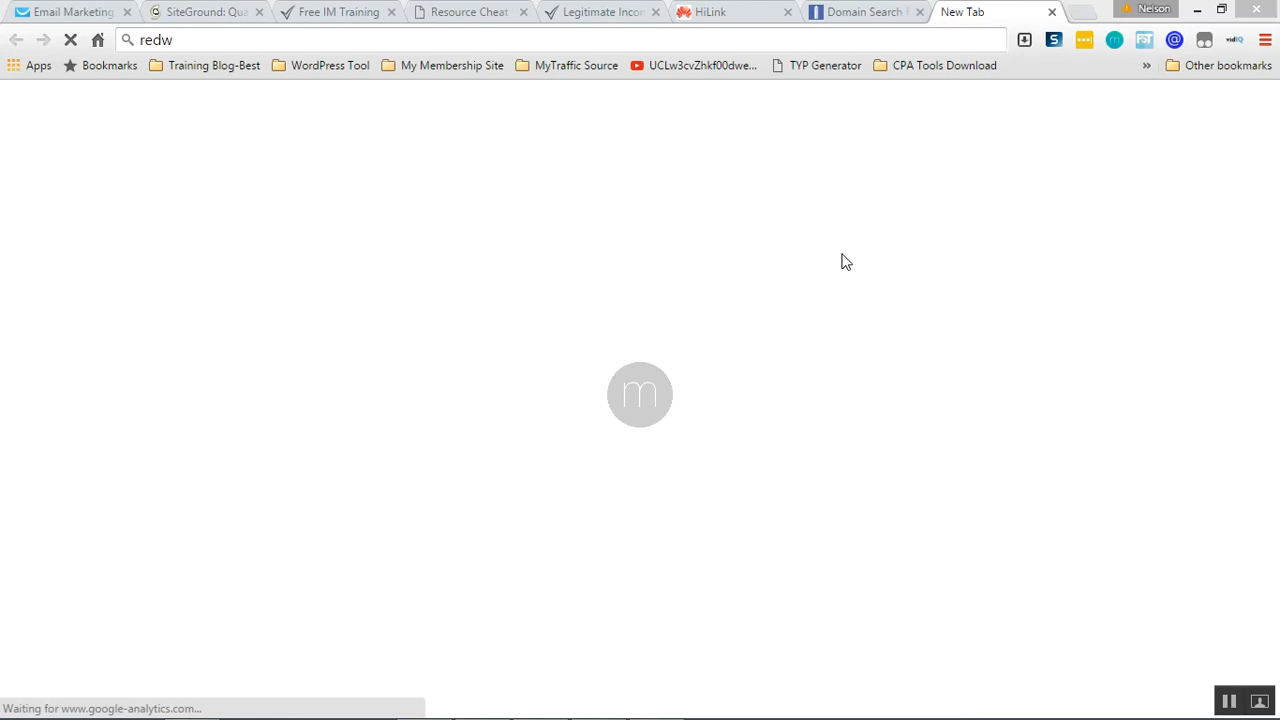 Email Marketing SiteGround: Qua Free IM Training Resource Cheat Legitimate Incor HiLink Domain Search F New Tab Nelson
redw
Apps Bookmarks Training Blog-Best WordPress Tool My Membership Site MyTraffic Source UCLw3cvZhkf00dwe... TYP Generator CPA Tools Download » Other bookmarks
m
Waiting for www.google-analytics.com...